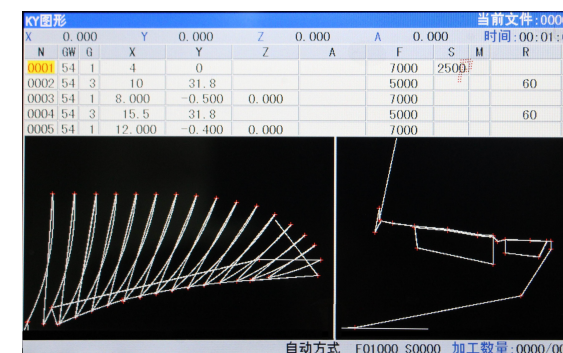 KY图形 当前文件:000
X 0.000 Y 0.000 Z 0.000 A 0.000 时间:00:01:
N GW G X Y Z A F S M R
0001 54 1 4 0 7000 2500
0002 54 3 10 31.8 5000 60
0003 54 1 8.000 -0.500 0.000 7000
0004 54 3 15.5 31.8 5000 60
0005 54 1 12.000 -0.400 0.000 7000
自动方式 F01000 S0000 加工数量:0000/00